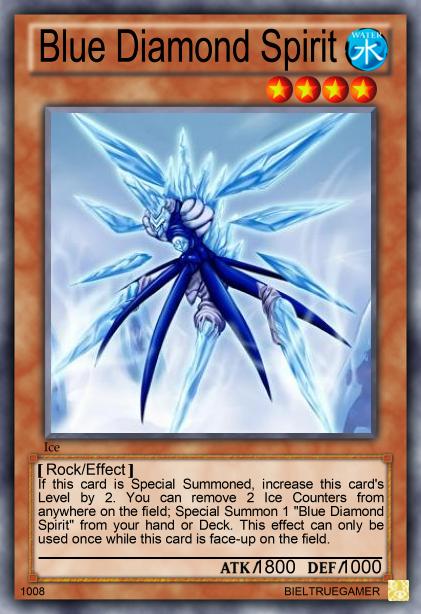 Blue Diamond Spirit
WATER
水
Ice
[ Rock/Effect ]
If this card is Special Summoned, increase this card's
Level by 2. You can remove 2 Ice Counters from
anywhere on the field; Special Summon 1 "Blue Diamond
Spirit" from your hand or Deck. This effect can only be
used once while this card is face-up on the field.
ATK/1800 DEF/1000
1008 BIELTRUEGAMER